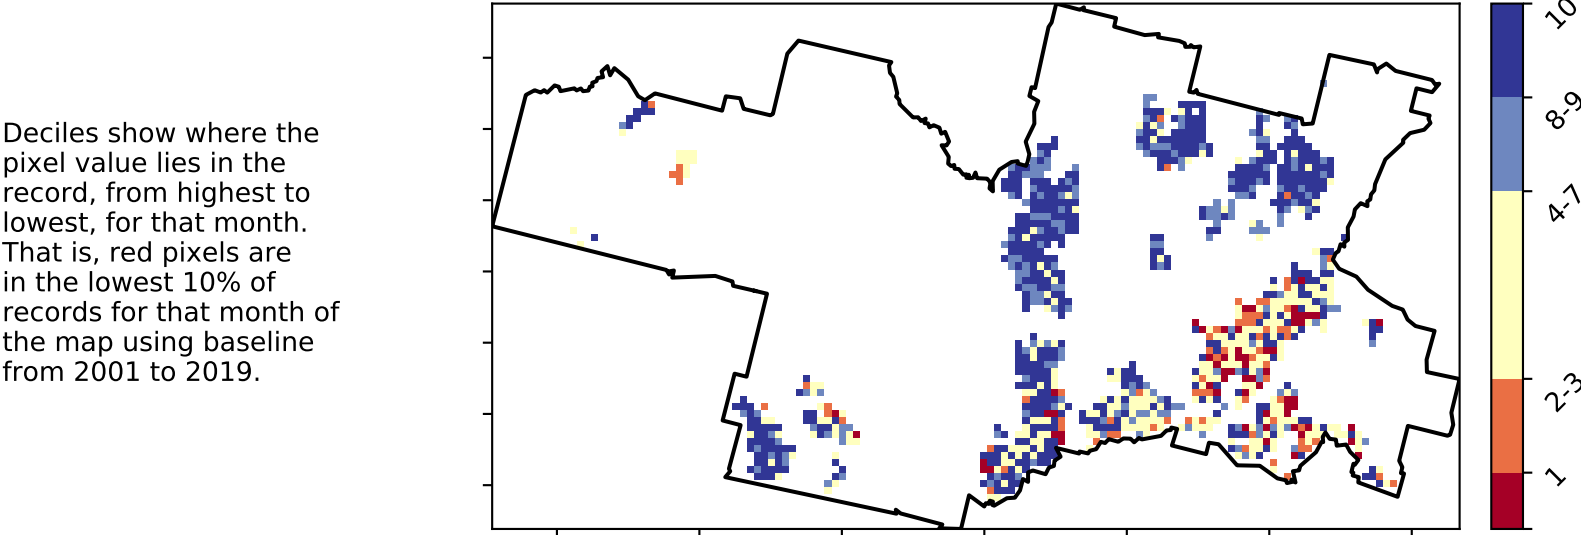 Deciles show where the
pixel value lies in the
record, from highest to
lowest, for that month.
That is, red pixels are
in the lowest 10% of
records for that month of
the map using baseline
from 2001 to 2019.
10
8-9
4-7
2-3
1